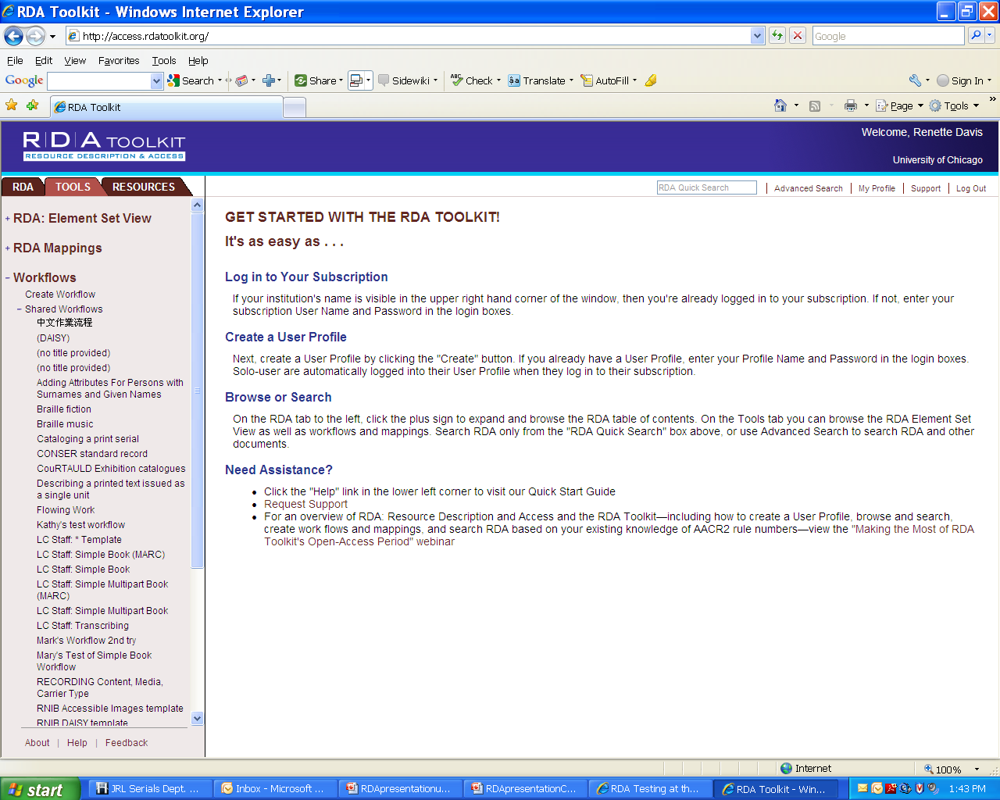 RDA Toolkit - Windows Internet Explorer
http://access.rdatoolkit.org/
Google
File Edit View Favorites Tools Help
Google Search Share Sidewiki ABC Check Translate AutoFill Sign In
RDA Toolkit
Page Tools
R|D|A TOOLKIT
RESOURCE DESCRIPTION & ACCESS
Welcome, Renette Davis
University of Chicago
RDA TOOLS RESOURCES
RDA Quick Search | Advanced Search | My Profile | Support | Log Out
+ RDA: Element Set View
+ RDA Mappings
- Workflows
Create Workflow
- Shared Workflows
中文作業流程
(DAISY)
(no title provided)
(no title provided)
Adding Attributes For Persons with
Surnames and Given Names
Braille fiction
Braille music
Cataloging a print serial
CONSER standard record
CouRTAULD Exhibition catalogues
Describing a printed text issued as
a single unit
Flowing Work
Kathy's test workflow
LC Staff: * Template
LC Staff: Simple Book (MARC)
LC Staff: Simple Book
LC Staff: Simple Multipart Book
(MARC)
LC Staff: Simple Multipart Book
LC Staff: Transcribing
Mark's Workflow 2nd try
Mary's Test of Simple Book
Workflow
RECORDING Content, Media,
Carrier Type
RNIB Accessible Images template
RNIB DAISY template
About | Help | Feedback
GET STARTED WITH THE RDA TOOLKIT!
It's as easy as . . .
Log in to Your Subscription
If your institution's name is visible in the upper right hand corner of the window, then you're already logged in to your subscription. If not, enter your
subscription User Name and Password in the login boxes.
Create a User Profile
Next, create a User Profile by clicking the "Create" button. If you already have a User Profile, enter your Profile Name and Password in the login boxes.
Solo-user are automatically logged into their User Profile when they log in to their subscription.
Browse or Search
On the RDA tab to the left, click the plus sign to expand and browse the RDA table of contents. On the Tools tab you can browse the RDA Element Set
View as well as workflows and mappings. Search RDA only from the "RDA Quick Search" box above, or use Advanced Search to search RDA and other
documents.
Need Assistance?
• Click the "Help" link in the lower left corner to visit our Quick Start Guide
• Request Support
• For an overview of RDA: Resource Description and Access and the RDA Toolkit—including how to create a User Profile, browse and search,
create work flows and mappings, and search RDA based on your existing knowledge of AACR2 rule numbers—view the "Making the Most of RDA
Toolkit's Open-Access Period" webinar
Internet 100%
start JRL Serials Dept. ... Inbox - Microsoft ... RDApresentationu... RDApresentationC... RDA Testing at th... RDA Toolkit - Win... 1:43 PM